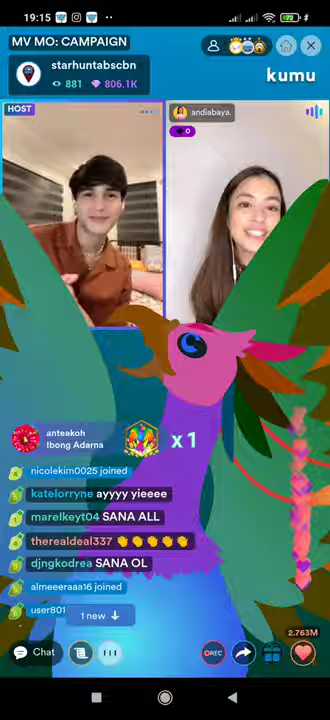 19:15
MV MO: CAMPAIGN
starhuntabscbn
881 806.1K
kumu
HOST
andiabaya.
0
anteakoh
Ibong Adarna
x 1
nicolekim0025 joined
katelorryne ayyyy yieeee
marelkeyt04 SANA ALL
therealdeal337 👏👏👏👏👏
djngkodrea SANA OL
almeeraaa16 joined
user801
1 new ↓
2.763M
Chat
REC